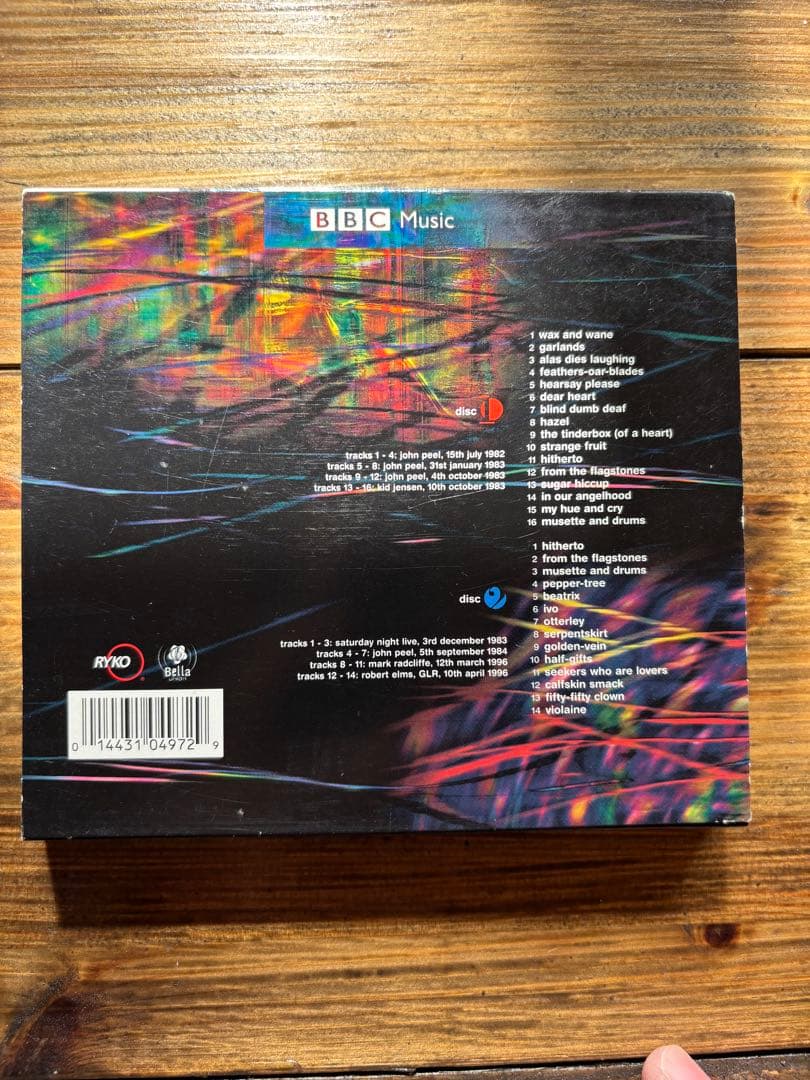 BBC Music
1 wax and wane
2 garlands
3 alas dies laughing
4 feathers-oar-blades
5 hearsay please
6 dear heart
7 blind dumb deaf
8 hazel
9 the tinderbox (of a heart)
10 strange fruit
11 hitherto
12 from the flagstones
13 sugar hiccup
14 in our angelhood
15 my hue and cry
16 musette and drums
disc 1
tracks 1 - 4: john peel, 15th july 1982
tracks 5 - 8: john peel, 31st january 1983
tracks 9 - 12: john peel, 4th october 1983
tracks 13 - 16: kid jensen, 10th october 1983
1 hitherto
2 from the flagstones
3 musette and drums
4 pepper-tree
5 beatrix
6 ivo
7 otterley
8 serpentskirt
9 golden-vein
10 half-gifts
11 seekers who are lovers
12 calfskin smack
13 fifty-fifty clown
14 violaine
disc 2
tracks 1 - 3: saturday night live, 3rd december 1983
tracks 4 - 7: john peel, 5th september 1984
tracks 8 - 11: mark radcliffe, 12th march 1996
tracks 12 - 14: robert elms, GLR, 10th april 1996
RYKO
Bella
union
0 14431 04972 9